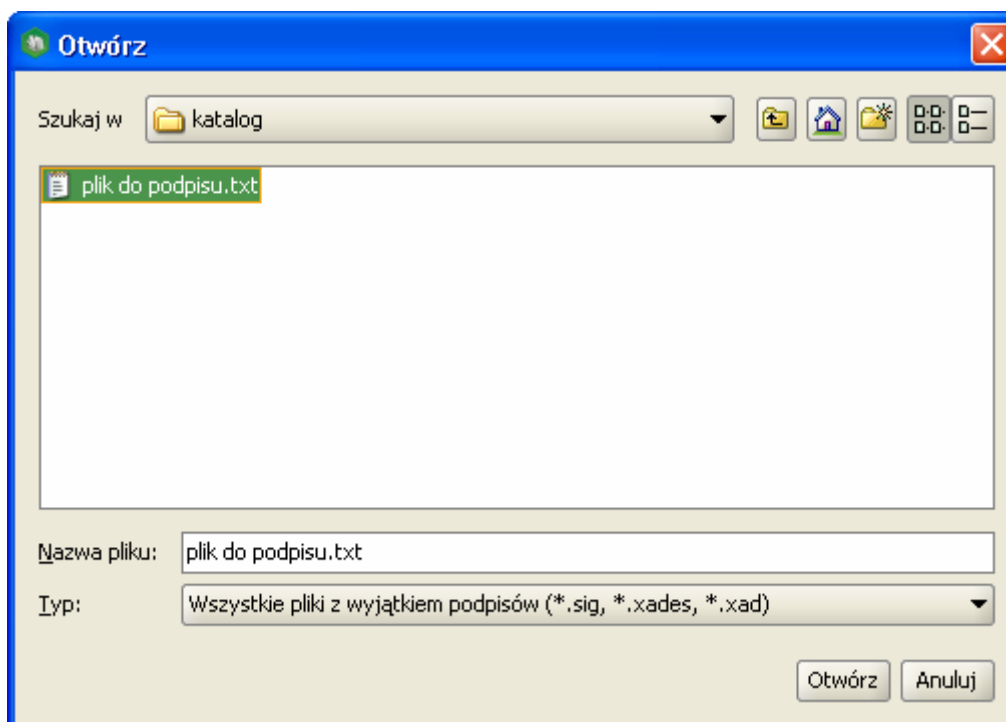 Otwórz
Szukaj w katalog
plik do podpisu.txt
Nazwa pliku: plik do podpisu.txt
Typ: Wszystkie pliki z wyjątkiem podpisów (*.sig, *.xades, *.xad)
Otwórz Anuluj